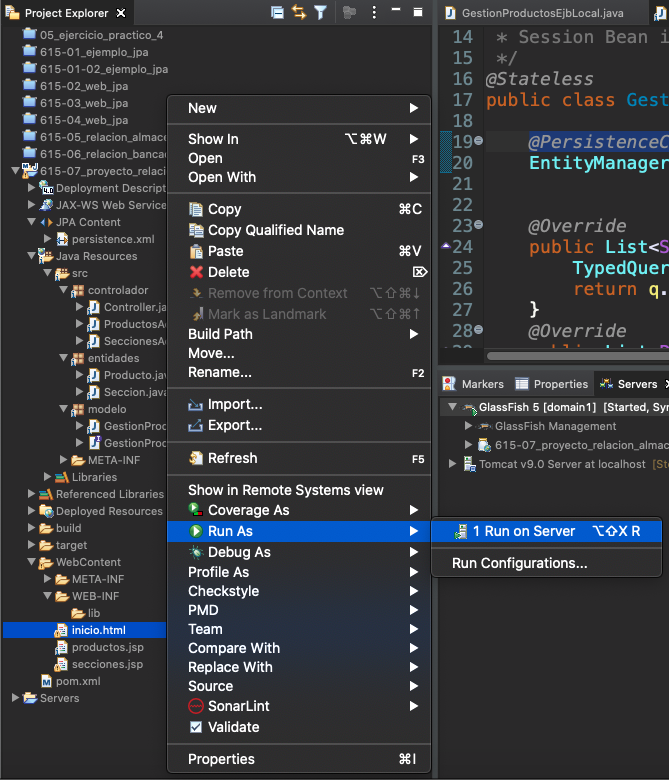 Project Explorer
05_ejercicio_practico_4
615-01_ejemplo_jpa
615-01-02_ejemplo_jpa
615-02_web_jpa
615-03_web_jpa
615-04_web_jpa
615-05_relacion_almace
615-06_relacion_bancar
615-07_proyecto_relacio
Deployment Descript
JAX-WS Web Service
JPA Content
persistence.xml
Java Resources
src
controlador
Controller.ja
ProductosAc
SeccionesAc
entidades
Producto.jav
Seccion.java
modelo
GestionProd
GestionProd
META-INF
Libraries
Referenced Libraries
Deployed Resources
build
target
WebContent
META-INF
WEB-INF
lib
inicio.html
productos.jsp
secciones.jsp
pom.xml
Servers
New
Show In ⌥⌘W
Open F3
Open With
Copy ⌘C
Copy Qualified Name
Paste ⌘V
Delete ⌦
Remove from Context ⌥⇧⌘↓
Mark as Landmark ⌥⇧⌘↑
Build Path
Move...
Rename... F2
Import...
Export...
Refresh F5
Show in Remote Systems view
Coverage As
Run As
Debug As
Profile As
Checkstyle
PMD
Team
Compare With
Replace With
Source
SonarLint
Validate
Properties ⌘I
1 Run on Server ⌥⇧X R
Run Configurations...
GestionProductosEjbLocal.java
14 * Session Bean i
15 */
16 @Stateless
17 public class Gest
18
19 @PersistenceC
20 EntityManager
21
22
23 @Override
24 public List<S
25 TypedQuer
26 return q.
27 }
28 @Override
29
Markers Properties Servers
GlassFish 5 [domain1] [Started, Syn
GlassFish Management
615-07_proyecto_relacion_almac
Tomcat v9.0 Server at localhost [Sto